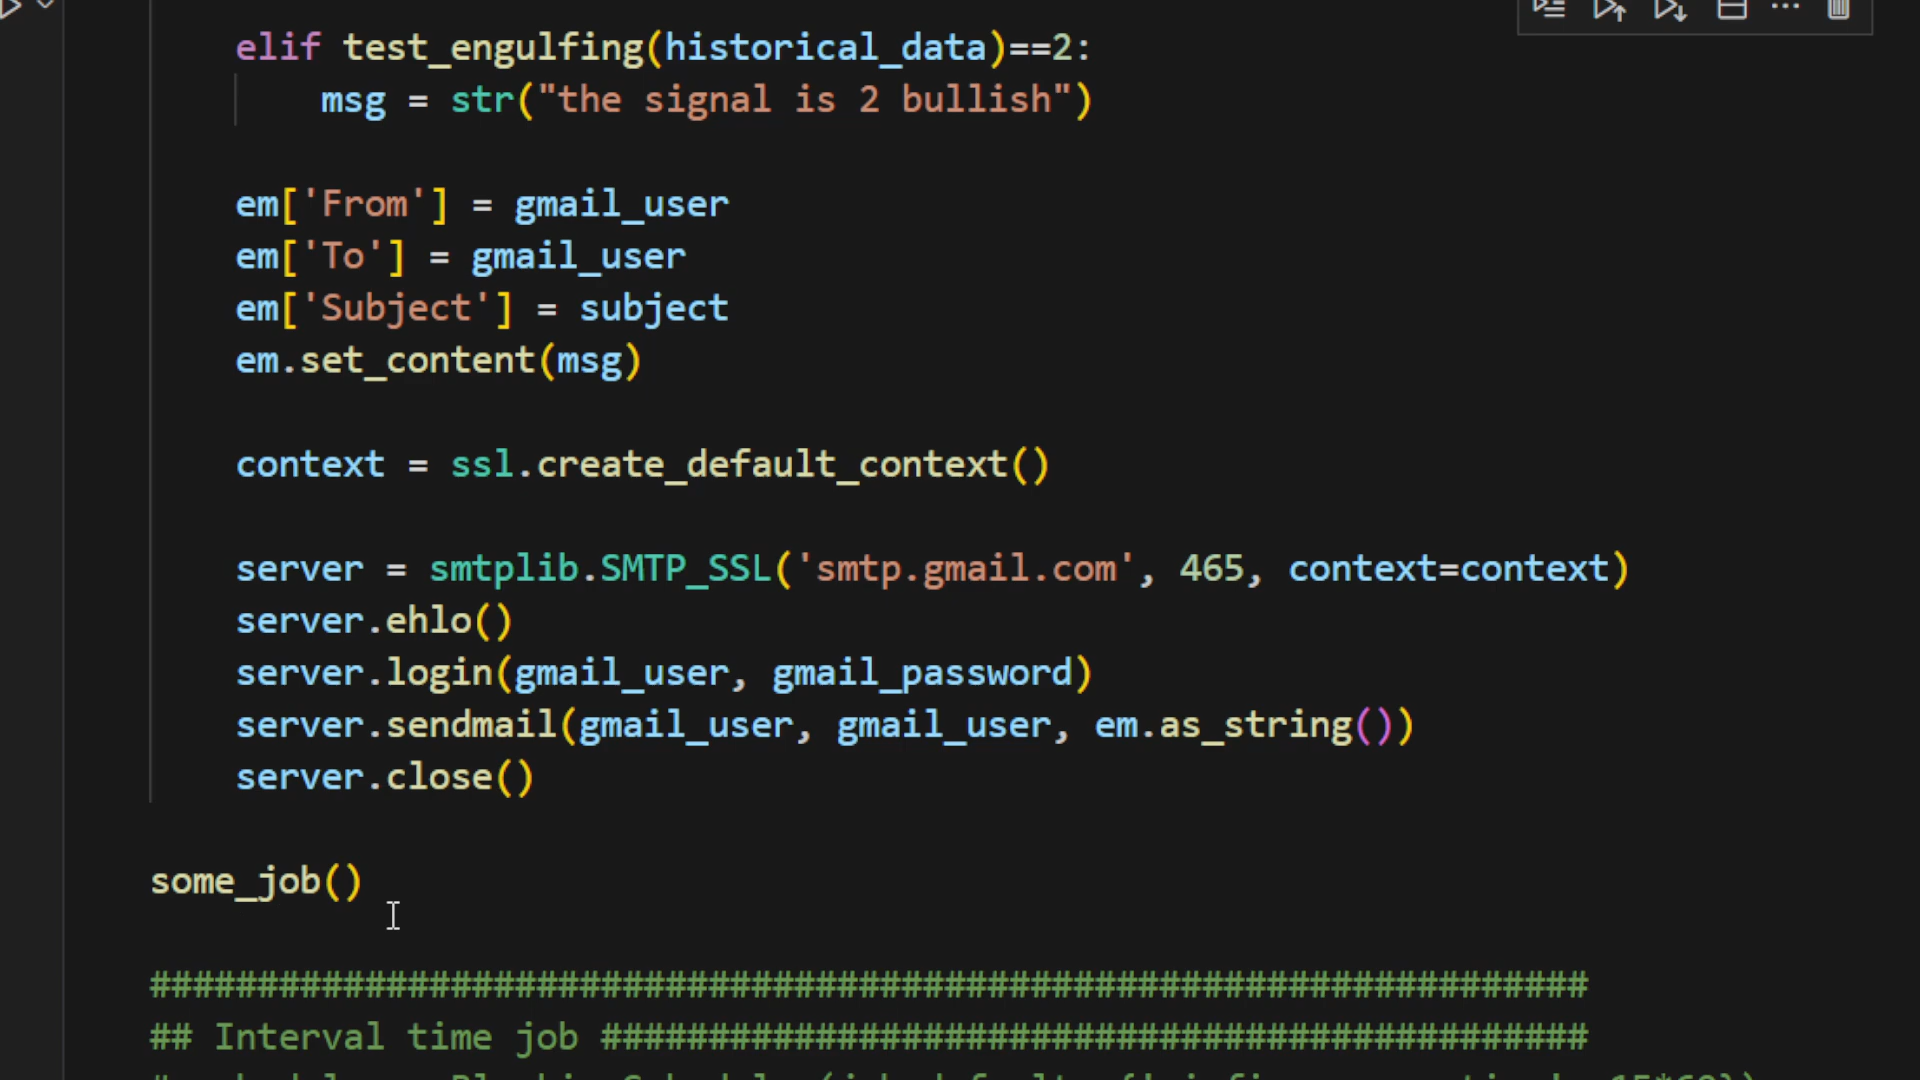 elif test_engulfing(historical_data)==2:
msg = str("the signal is 2 bullish")
em['From'] = gmail_user
em['To'] = gmail_user
em['Subject'] = subject
em.set_content(msg)
context = ssl.create_default_context()
server = smtplib.SMTP_SSL('smtp.gmail.com', 465, context=context)
server.ehlo()
server.login(gmail_user, gmail_password)
server.sendmail(gmail_user, gmail_user, em.as_string())
server.close()
some_job()
###################################################################
## Interval time job ##############################################